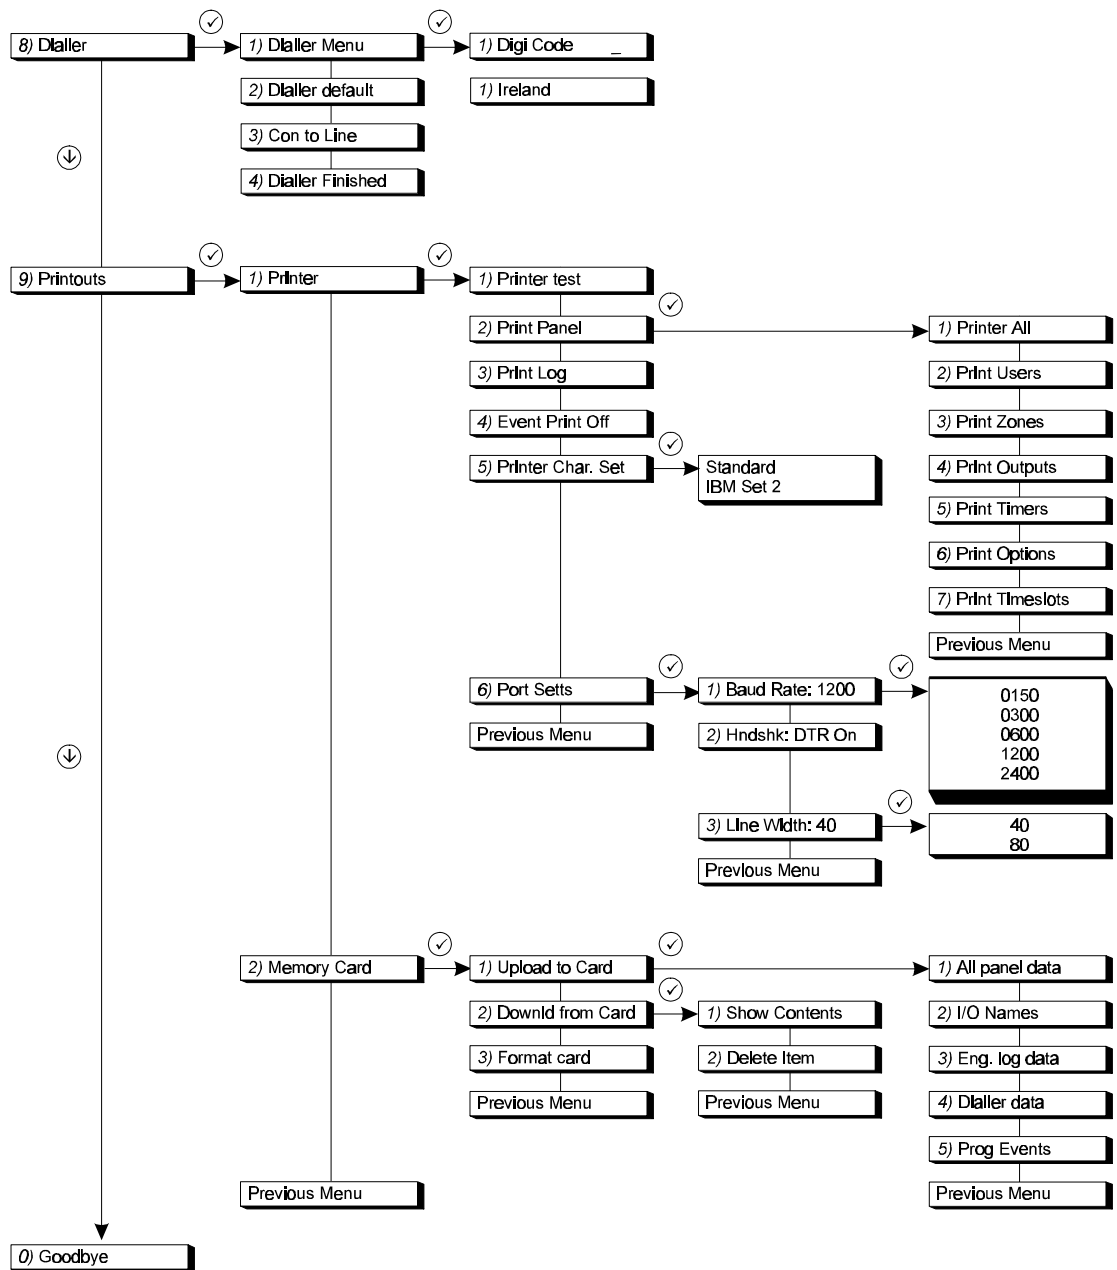 8) Dialler
1) Dialler Menu
1) Digi Code _
2) Dialler default
1) Ireland
3) Con to Line
4) Dialler Finished
9) Printouts
1) Printer
1) Printer test
2) Print Panel
1) Printer All
3) Print Log
2) Print Users
4) Event Print Off
3) Print Zones
5) Printer Char. Set
Standard
IBM Set 2
4) Print Outputs
5) Print Timers
6) Print Options
7) Print Timeslots
Previous Menu
6) Port Setts
1) Baud Rate: 1200
0150
0300
0600
1200
2400
Previous Menu
2) Hndshk: DTR On
3) Line Width: 40
40
80
Previous Menu
2) Memory Card
1) Upload to Card
1) All panel data
2) Downld from Card
1) Show Contents
2) I/O Names
3) Format card
2) Delete Item
3) Eng. log data
Previous Menu
Previous Menu
4) Dialler data
5) Prog Events
Previous Menu
Previous Menu
0) Goodbye